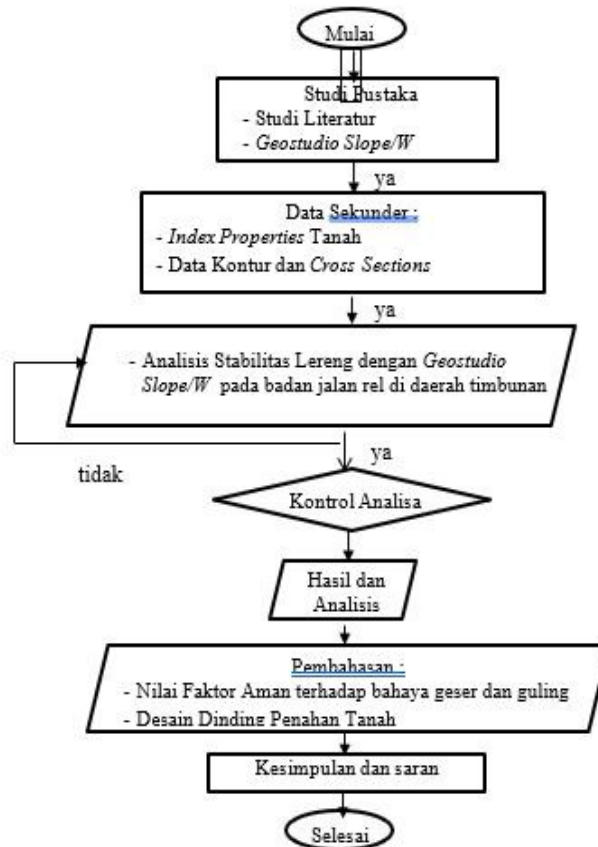 Mulai
Studi Pustaka
- Studi Literatur
- Geostudio Slope/W
ya
Data Sekunder :
- Index Properties Tanah
- Data Kontur dan Cross Sections
ya
- Analisis Stabilitas Lereng dengan Geostudio
Slope/W pada badan jalan rel di daerah timbunan
ya
tidak
Kontrol Analisa
Hasil dan
Analisis
Pembahasan :
- Nilai Faktor Aman terhadap bahaya geser dan guling
- Desain Dinding Penahan Tanah
Kesimpulan dan saran
Selesai